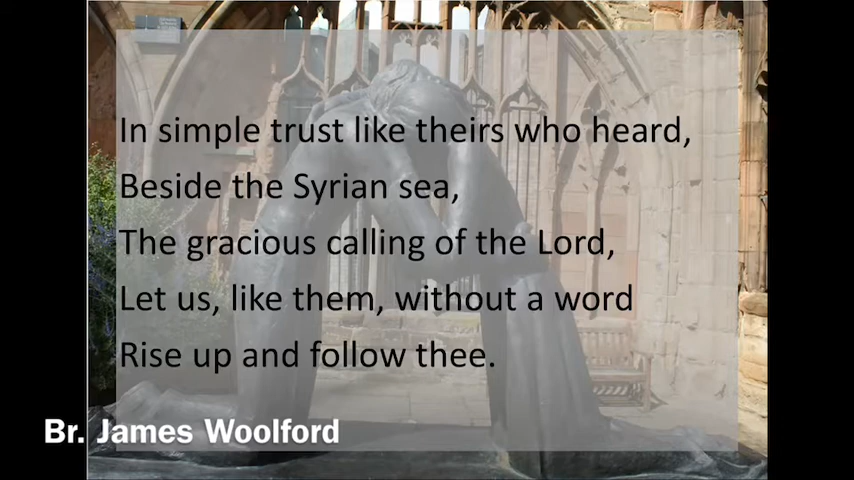 In simple trust like theirs who heard,
Beside the Syrian sea,
The gracious calling of the Lord,
Let us, like them, without a word
Rise up and follow thee.
Br. James Woolford